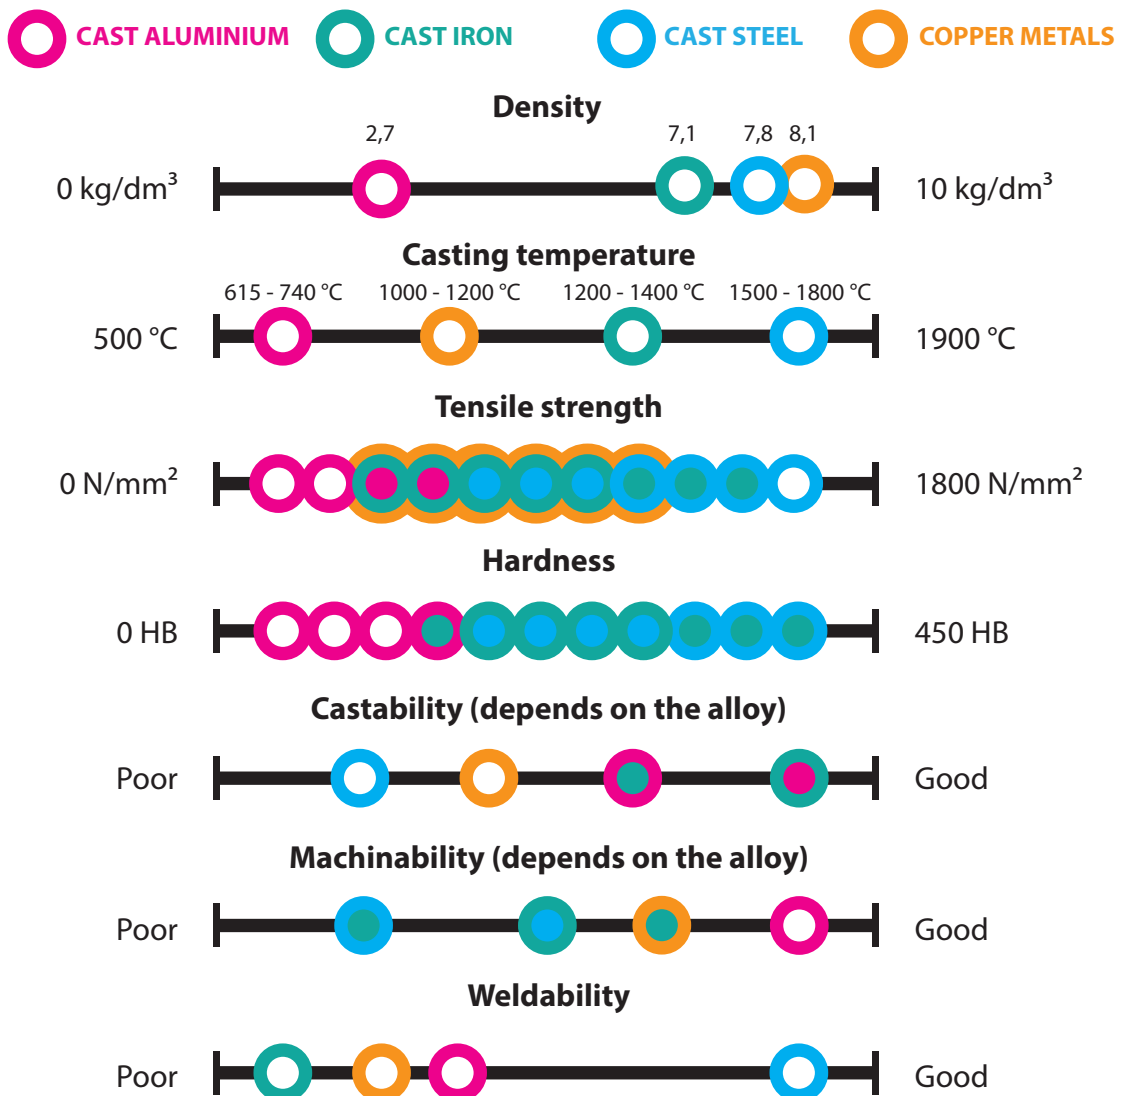 CAST ALUMINIUM CAST IRON CAST STEEL COPPER METALS
Density
2,7 7,1 7,8 8,1
0 kg/dm³ 10 kg/dm³
Casting temperature
615 - 740 °C 1000 - 1200 °C 1200 - 1400 °C 1500 - 1800 °C
500 °C 1900 °C
Tensile strength
0 N/mm² 1800 N/mm²
Hardness
0 HB 450 HB
Castability (depends on the alloy)
Poor Good
Machinability (depends on the alloy)
Poor Good
Weldability
Poor Good